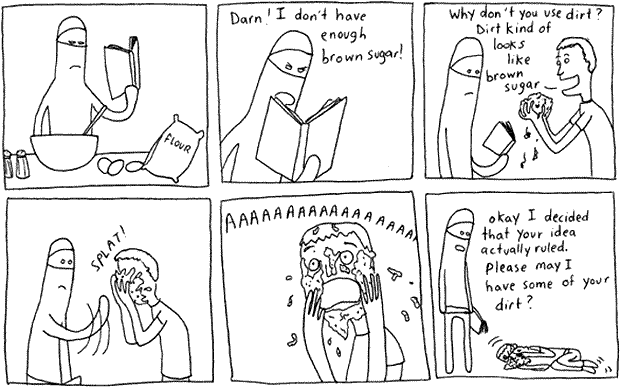 FLOUR
Darn! I don't have
enough
brown sugar!
Why don't you use dirt?
Dirt kind of
looks
like
brown
sugar
SPLAT!
AAAAAAAAAAAAAAAAAA
okay I decided
that your idea
actually ruled.
Please may I
have some of your
dirt?